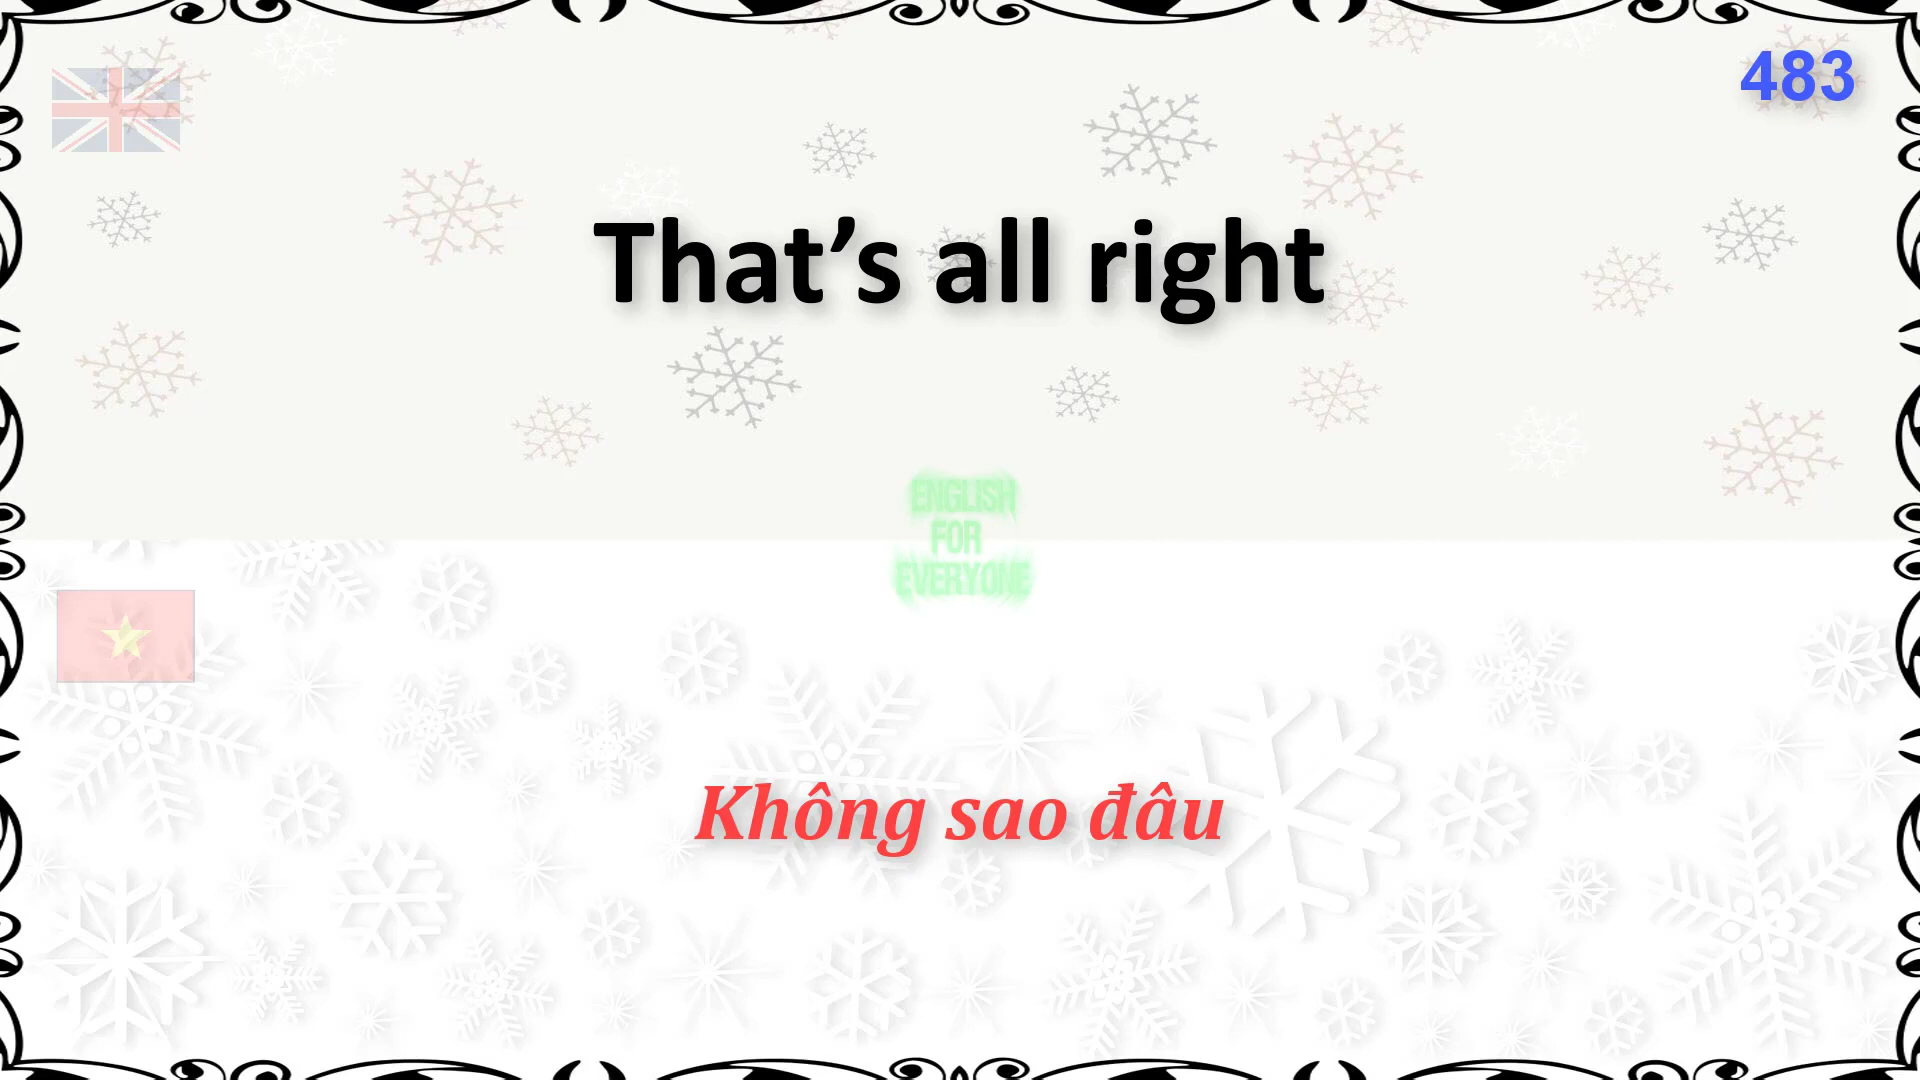 483
That’s all right
ENGLISH
FOR
EVERYONE
Không sao đâu